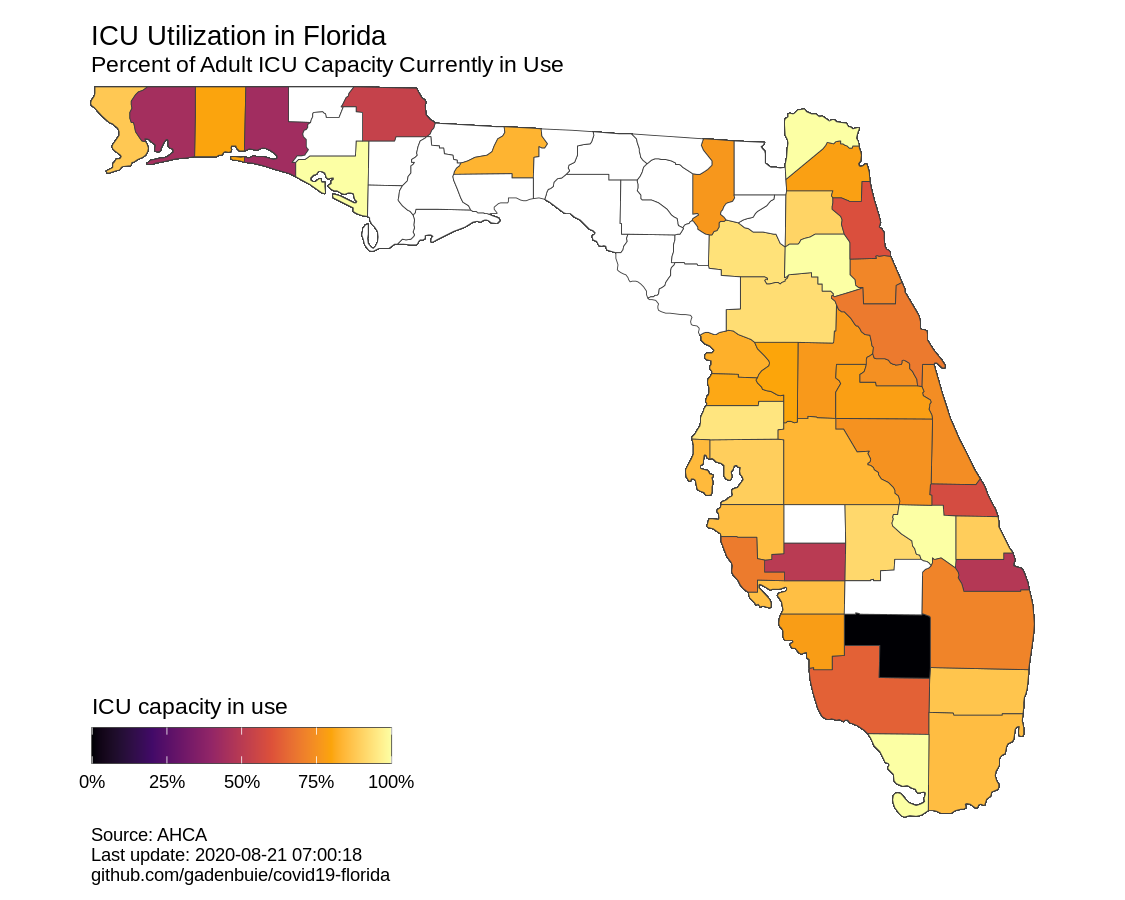 ICU Utilization in Florida
Percent of Adult ICU Capacity Currently in Use
ICU capacity in use
0% 25% 50% 75% 100%
Source: AHCA
Last update: 2020-08-21 07:00:18
github.com/gadenbuie/covid19-florida